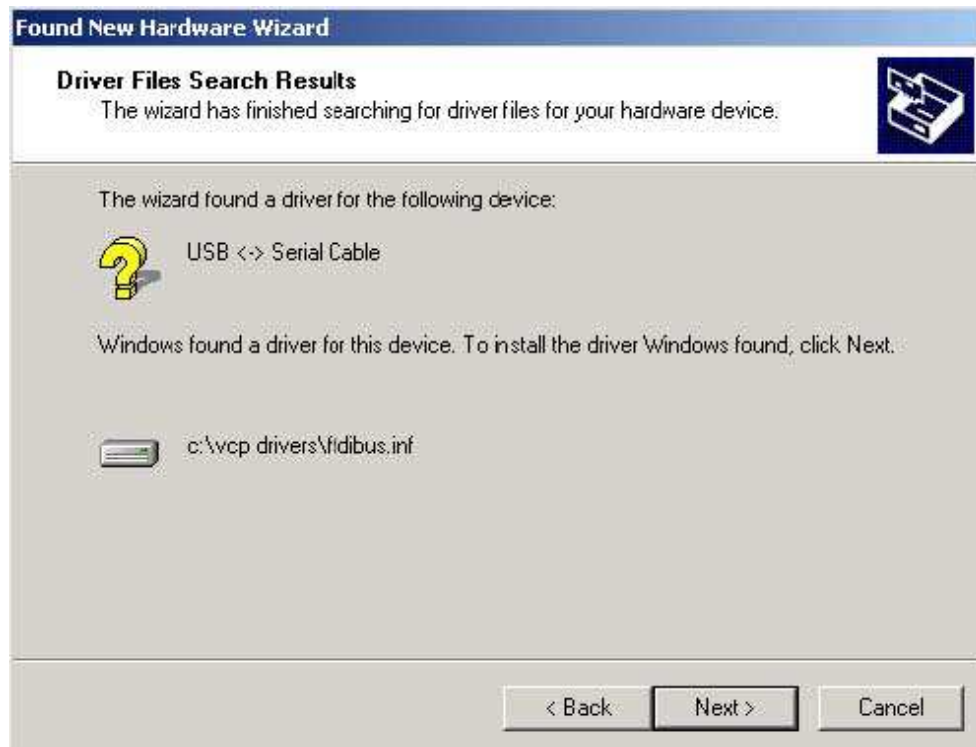 Found New Hardware Wizard
Driver Files Search Results
The wizard has finished searching for driver files for your hardware device.
The wizard found a driver for the following device:
USB <-> Serial Cable
Windows found a driver for this device. To install the driver Windows found, click Next.
c:\vcp drivers\ftdibus.inf
< Back Next > Cancel